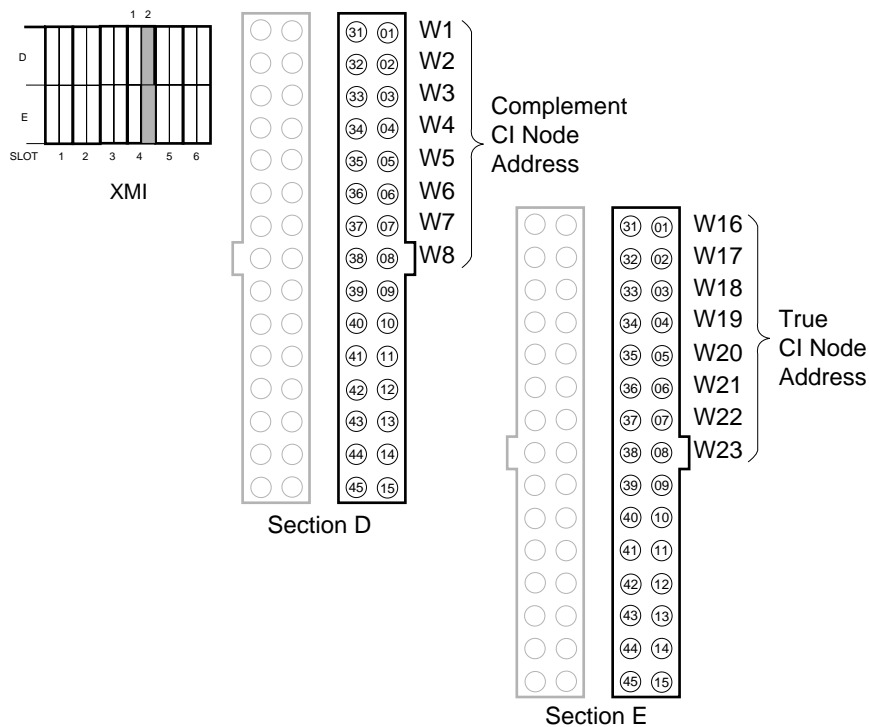 1 2
D
E
SLOT 1 2 3 4 5 6
XMI
31 01 W1
32 02 W2
33 03 W3
34 04 W4
35 05 W5
36 06 W6
37 07 W7
38 08 W8
39 09
40 10
41 11
42 12
43 13
44 14
45 15
Complement
CI Node
Address
Section D
31 01 W16
32 02 W17
33 03 W18
34 04 W19
35 05 W20
36 06 W21
37 07 W22
38 08 W23
39 09
40 10
41 11
42 12
43 13
44 14
45 15
True
CI Node
Address
Section E